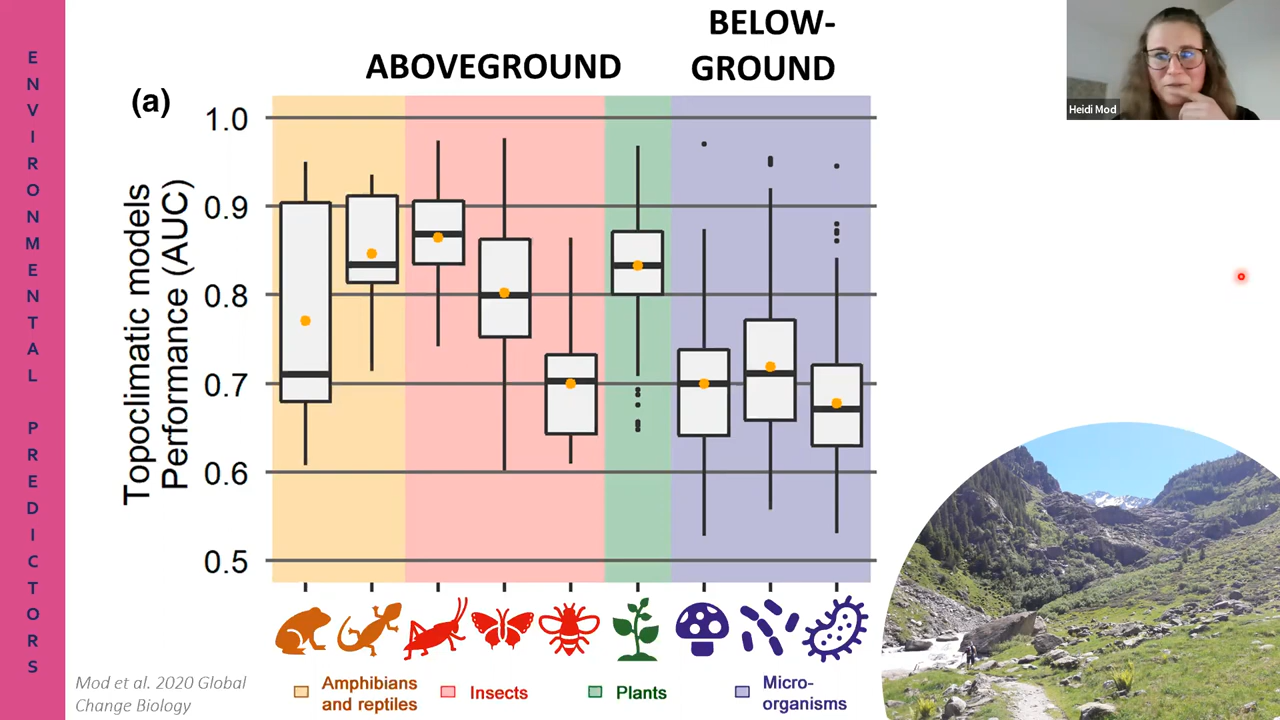 ENVIRONMENTAL PREDICTORS
ABOVEGROUND
BELOW-
GROUND
(a)
Topoclimatic models
Performance (AUC)
1.0
0.9
0.8
0.7
0.6
0.5
Amphibians
and reptiles
Insects
Plants
Micro-
organisms
Mod et al. 2020 Global
Change Biology
Heidi Mod